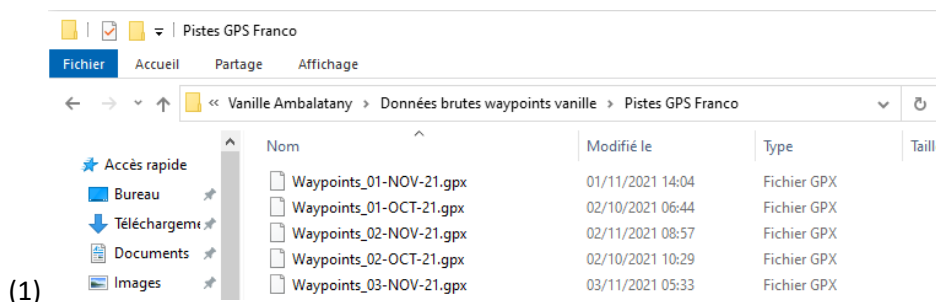 Pistes GPS Franco
Fichier Accueil Partage Affichage
« Vanille Ambalatany > Données brutes waypoints vanille > Pistes GPS Franco
Nom Modifié le Type Taill
Accès rapide
Waypoints_01-NOV-21.gpx 01/11/2021 14:04 Fichier GPX
Bureau
Waypoints_01-OCT-21.gpx 02/10/2021 06:44 Fichier GPX
Téléchargeme
Waypoints_02-NOV-21.gpx 02/11/2021 08:57 Fichier GPX
Documents
Waypoints_02-OCT-21.gpx 02/10/2021 10:29 Fichier GPX
Images
Waypoints_03-NOV-21.gpx 03/11/2021 05:33 Fichier GPX
(1)